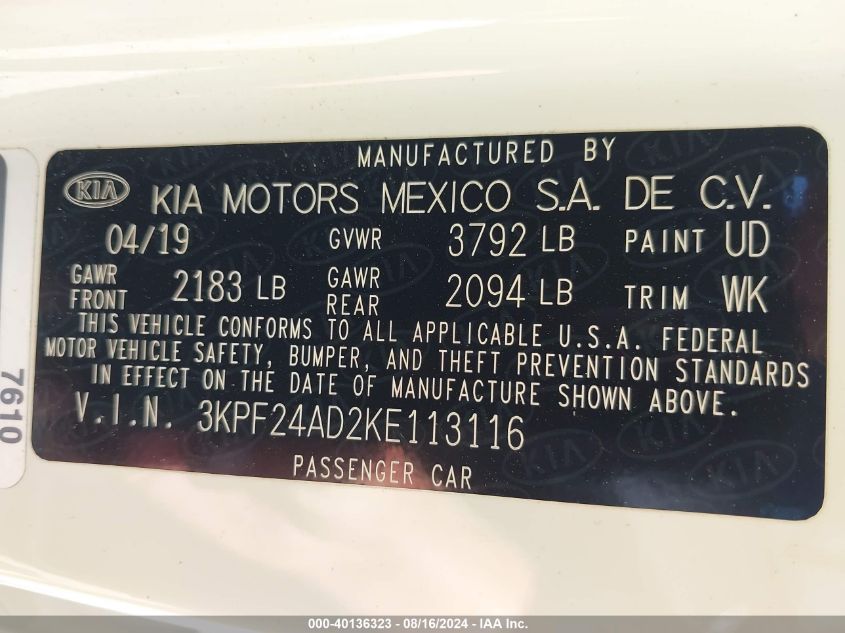 MANUFACTURED BY
KIA KIA MOTORS MEXICO S.A. DE C.V.
04/19 GVWR 3792 LB PAINT UD
GAWR FRONT 2183 LB GAWR REAR 2094 LB TRIM WK
THIS VEHICLE CONFORMS TO ALL APPLICABLE U.S.A. FEDERAL
MOTOR VEHICLE SAFETY, BUMPER, AND THEFT PREVENTION STANDARDS
IN EFFECT ON THE DATE OF MANUFACTURE SHOWN ABOVE.
V.I.N. 3KPF24AD2KE113116
PASSENGER CAR
7610
000-40136323 - 08/16/2024 - IAA Inc.